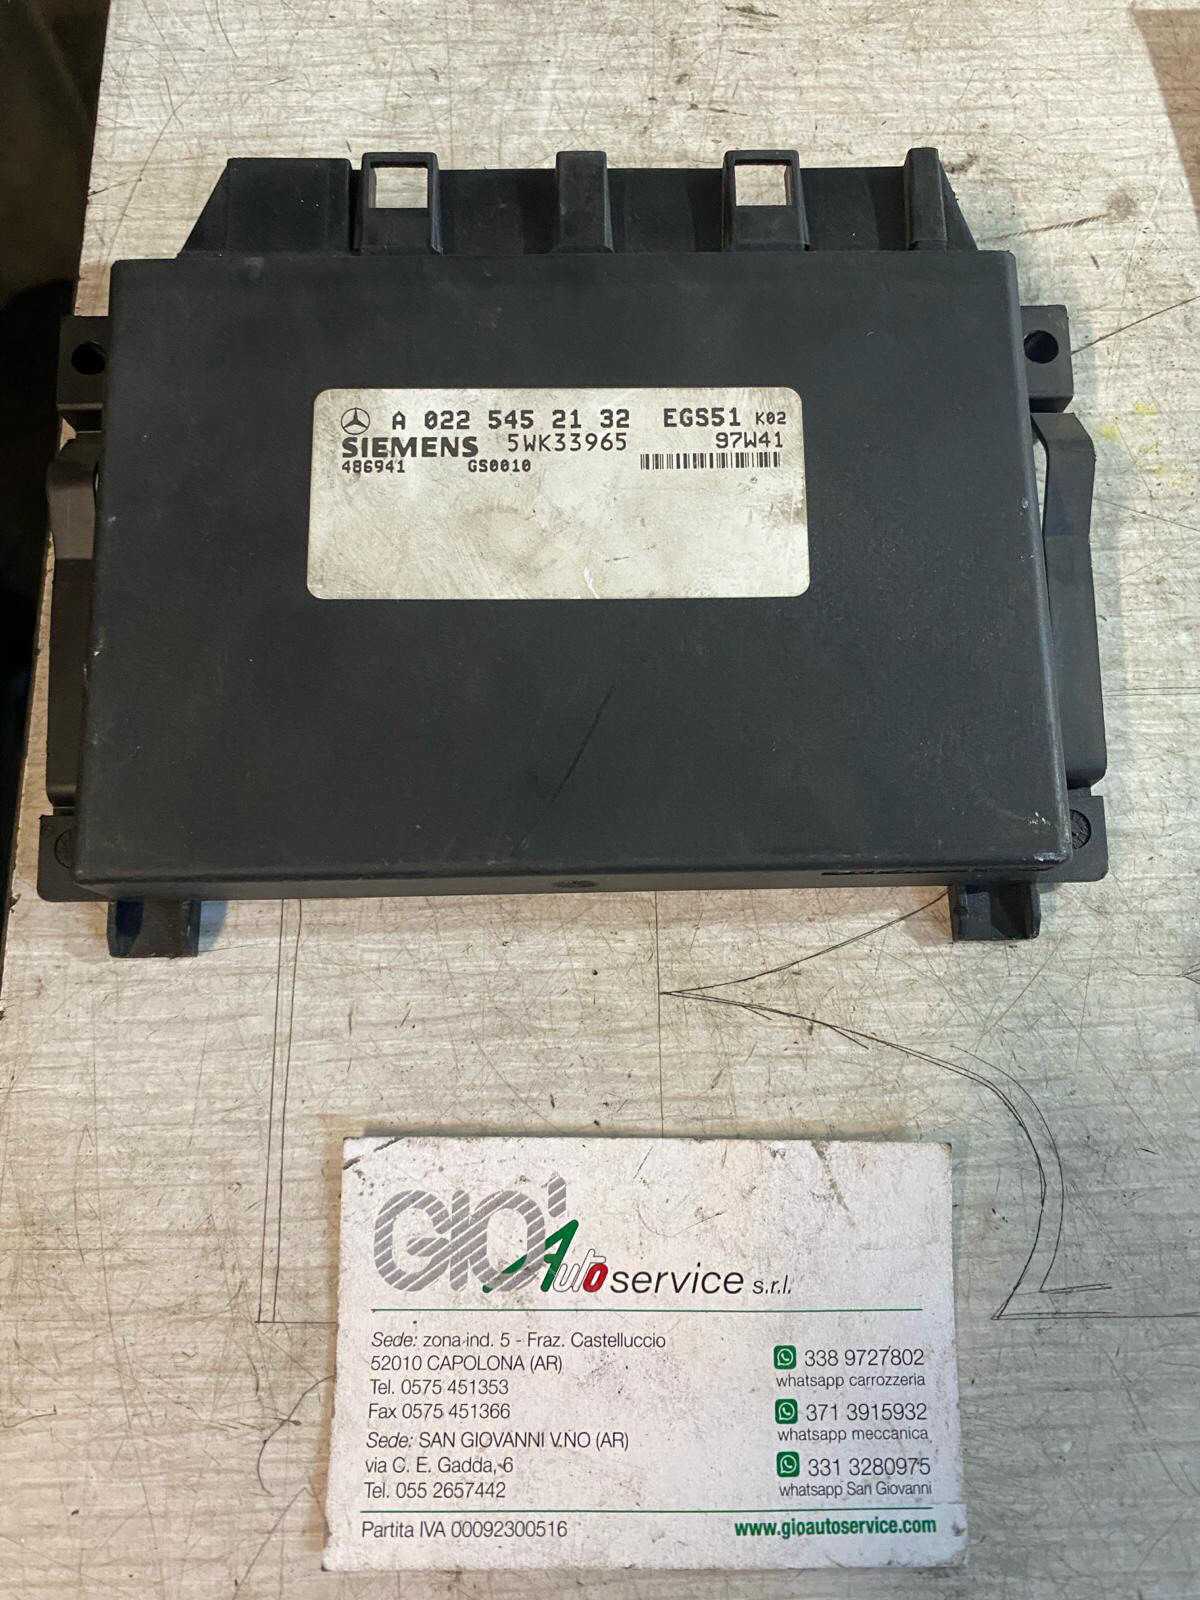 A 022 545 21 32 EGS51 K02
SIEMENS 5WK33965 97W41
486941 GS0010
GIO' Autoservice s.r.l.
Sede: zona ind. 5 - Fraz. Castelluccio
52010 CAPOLONA (AR)
Tel. 0575 451353
Fax 0575 451366
Sede: SAN GIOVANNI V.NO (AR)
via C. E. Gadda, 6
Tel. 055 2657442
338 9727802
whatsapp carrozzeria
371 3915932
whatsapp meccanica
331 3280975
whatsapp San Giovanni
Partita IVA 00092300516
www.gioautoservice.com